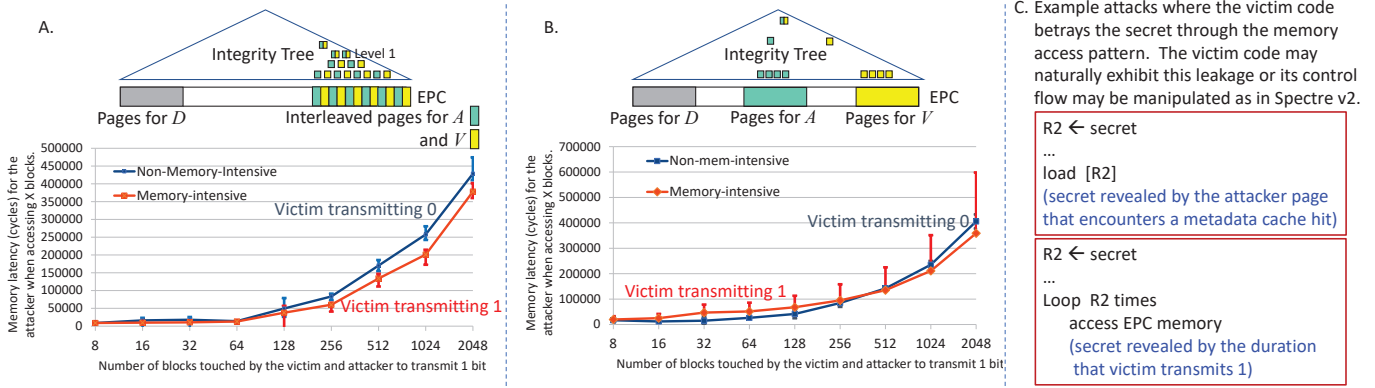 A.
Integrity Tree
Level 1
EPC
Pages for D
Interleaved pages for A
and V
Memory latency (cycles) for the
attacker when accessing X blocks.
500000
450000
400000
350000
300000
250000
200000
150000
100000
50000
0
Non-Memory-Intensive
Memory-intensive
Victim transmitting 0
Victim transmitting 1
8 16 32 64 128 256 512 1024 2048
Number of blocks touched by the victim and attacker to transmit 1 bit
B.
Integrity Tree
EPC
Pages for D
Pages for A
Pages for V
Memory latency (cycles) for the
attacker when accessing X blocks.
700000
600000
500000
400000
300000
200000
100000
0
Non-mem-intensive
Memory-intensive
Victim transmitting 0
Victim transmitting 1
8 16 32 64 128 256 512 1024 2048
Number of blocks touched by the victim and attacker to transmit 1 bit
C. Example attacks where the victim code
betrays the secret through the memory
access pattern. The victim code may
naturally exhibit this leakage or its control
flow may be manipulated as in Spectre v2.
R2 ← secret
...
load [R2]
(secret revealed by the attacker page
that encounters a metadata cache hit)
R2 ← secret
...
Loop R2 times
access EPC memory
(secret revealed by the duration
that victim transmits 1)